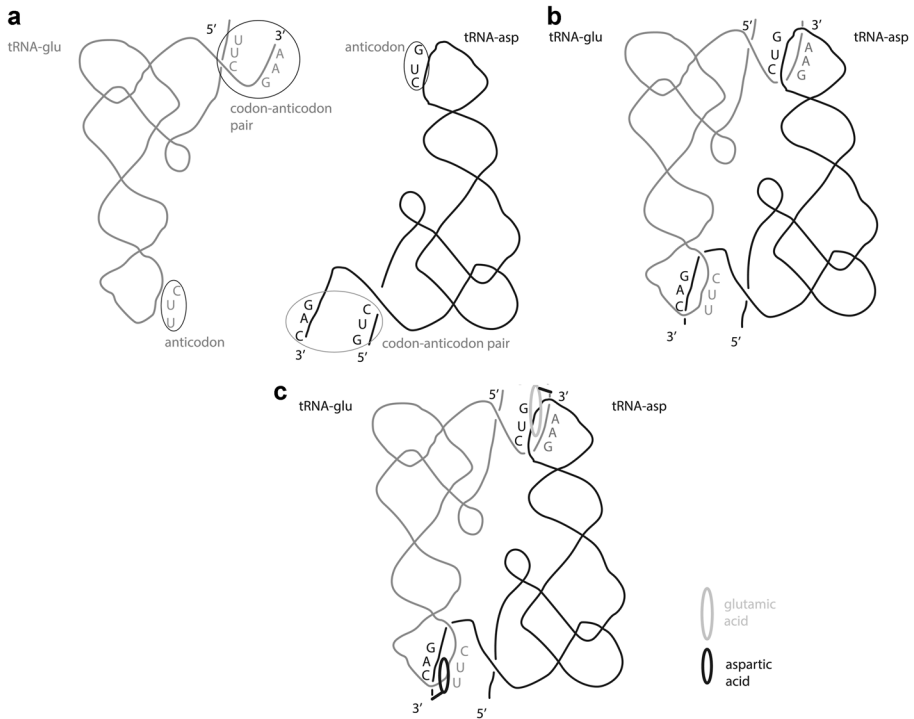 a
tRNA-glu
5’
U
U
C
3’
A
A
G
codon-anticodon
pair
C
U
U
anticodon
anticodon
G
U
C
tRNA-asp
G
A
C
3’
C
U
G
5’
codon-anticodon pair
b
tRNA-glu
5’
G
U
C
3’
A
A
G
tRNA-asp
G
A
C
3’
C
U
U
5’
c
tRNA-glu
5’
G
U
C
3’
A
A
G
tRNA-asp
G
A
C
3’
C
U
U
5’
glutamic
acid
aspartic
acid